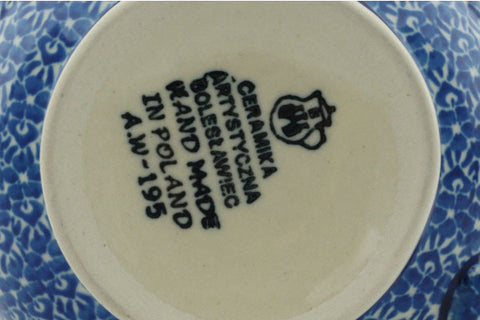 CERAMIKA
ARTYSTYCZNA
BOLESŁAWIEC
HAND MADE
IN POLAND
A.W-195